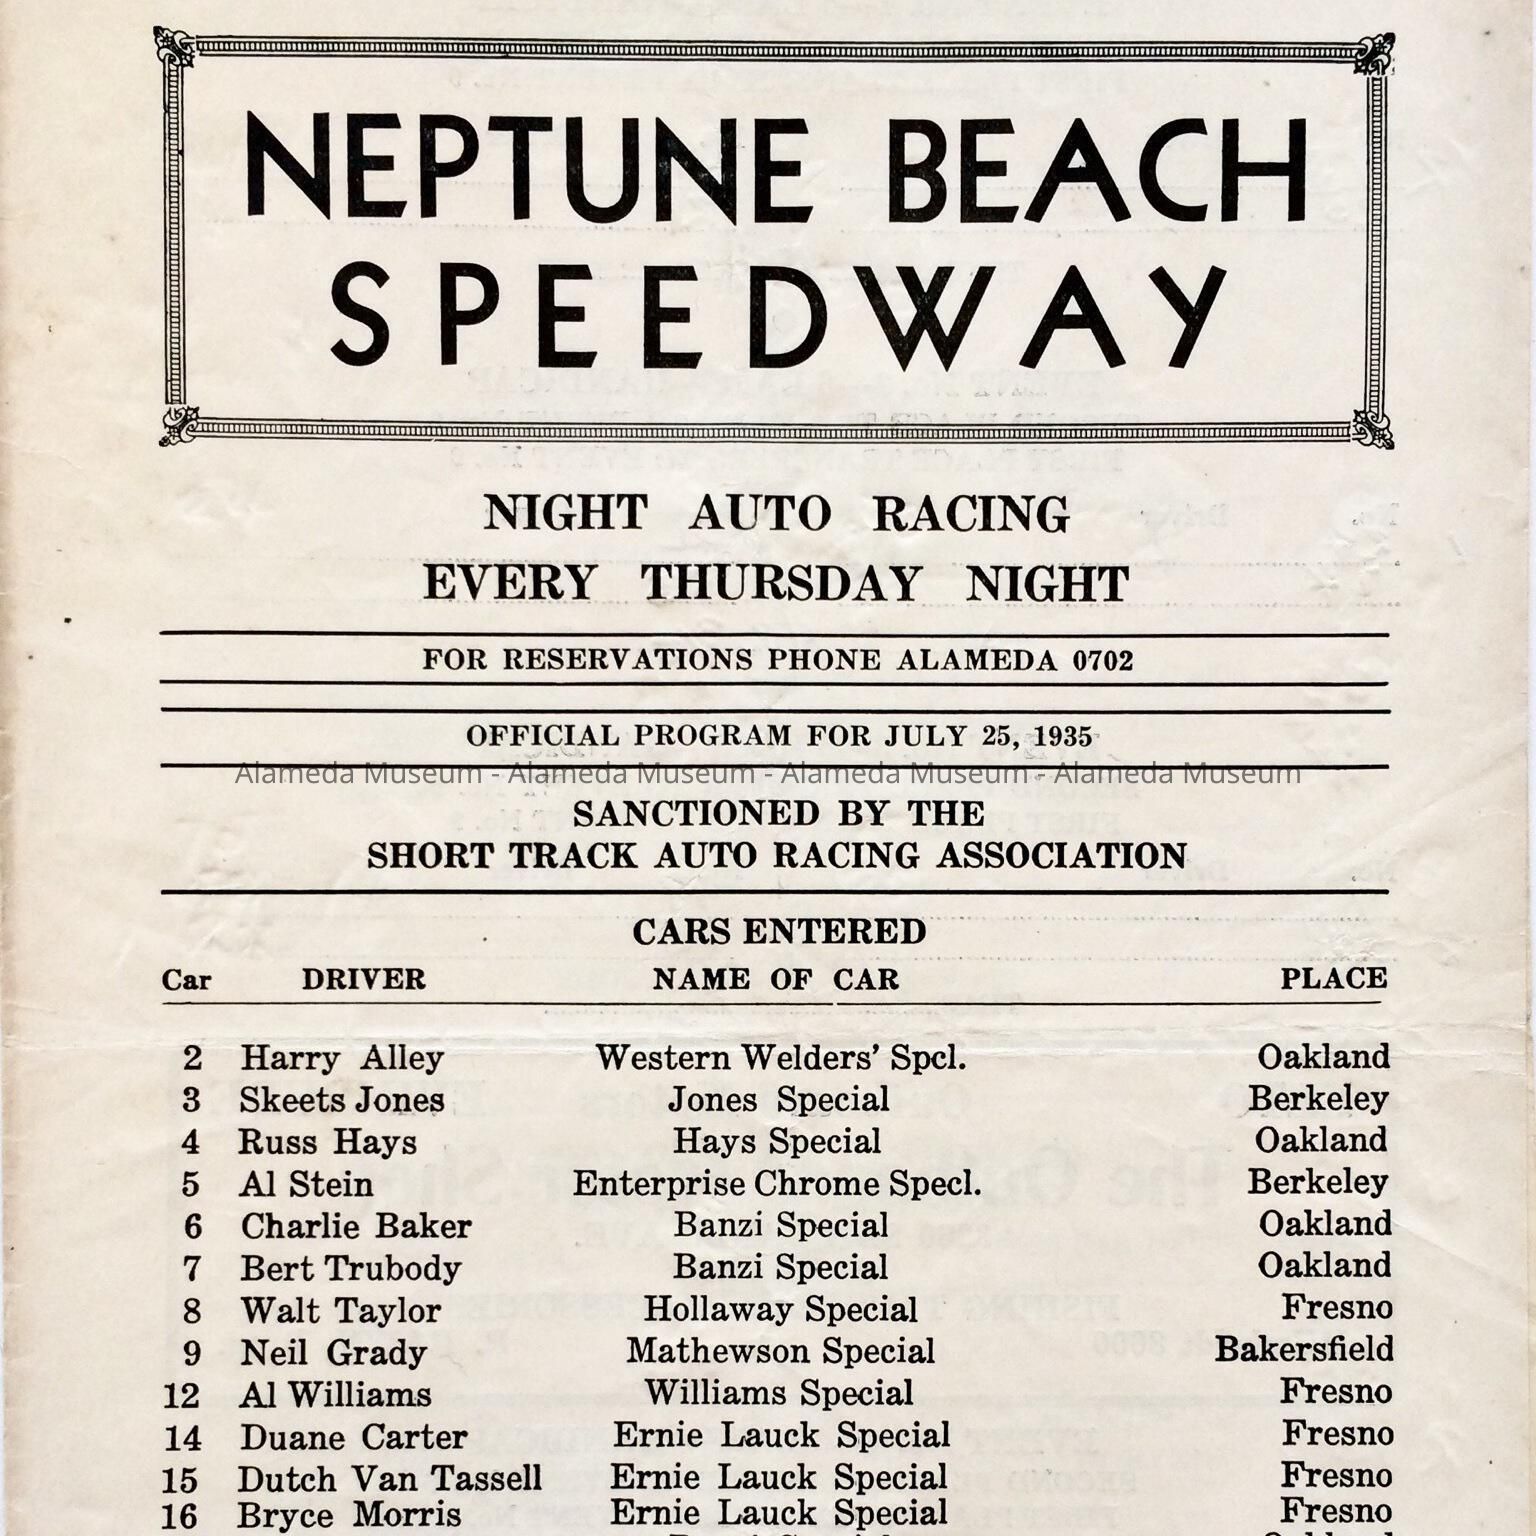 NEPTUNE BEACH
SPEEDWAY
NIGHT AUTO RACING
EVERY THURSDAY NIGHT
FOR RESERVATIONS PHONE ALAMEDA 0702
OFFICIAL PROGRAM FOR JULY 25, 1935
Alameda Museum - Alameda Museum - Alameda Museum - Alameda Museum
SANCTIONED BY THE
SHORT TRACK AUTO RACING ASSOCIATION
CARS ENTERED
Car DRIVER NAME OF CAR PLACE
2 Harry Alley Western Welders’ Spcl. Oakland
3 Skeets Jones Jones Special Berkeley
4 Russ Hays Hays Special Oakland
5 Al Stein Enterprise Chrome Specl. Berkeley
6 Charlie Baker Banzi Special Oakland
7 Bert Trubody Banzi Special Oakland
8 Walt Taylor Hollaway Special Fresno
9 Neil Grady Mathewson Special Bakersfield
12 Al Williams Williams Special Fresno
14 Duane Carter Ernie Lauck Special Fresno
15 Dutch Van Tassell Ernie Lauck Special Fresno
16 Bryce Morris Ernie Lauck Special Fresno